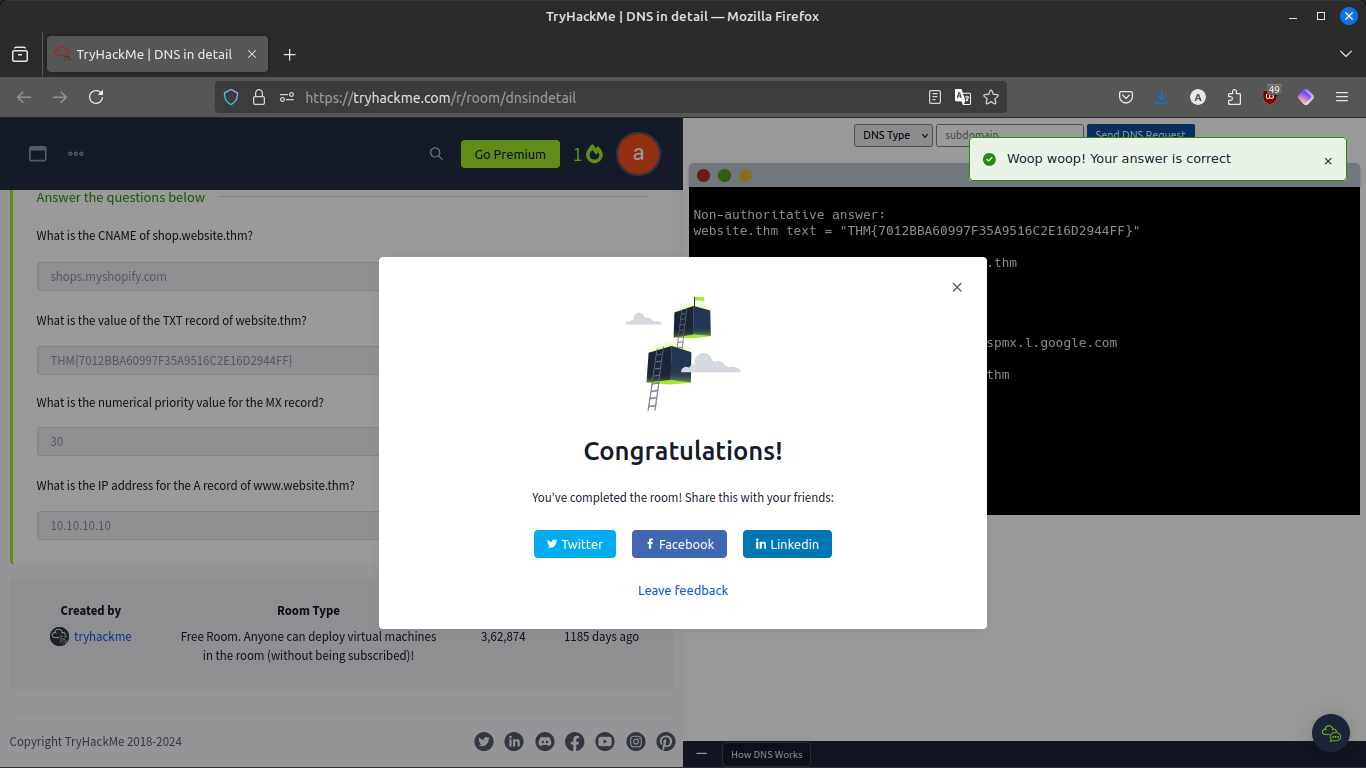 TryHackMe | DNS in detail — Mozilla Firefox
TryHackMe | DNS in detail
https://tryhackme.com/r/room/dnsindetail
A
49
Go Premium
1
a
DNS Type
subdomain
Send DNS Request
Woop woop! Your answer is correct
Answer the questions below
What is the CNAME of shop.website.thm?
shops.myshopify.com
What is the value of the TXT record of website.thm?
THM{7012BBA60997F35A9516C2E16D2944FF}
What is the numerical priority value for the MX record?
30
What is the IP address for the A record of www.website.thm?
10.10.10.10
Non-authoritative answer:
website.thm text = "THM{7012BBA60997F35A9516C2E16D2944FF}"
.thm
spmx.l.google.com
thm
Congratulations!
You've completed the room! Share this with your friends:
Twitter
Facebook
Linkedin
Leave feedback
Created by
Room Type
tryhackme
Free Room. Anyone can deploy virtual machines
in the room (without being subscribed)!
3,62,874
1185 days ago
Copyright TryHackMe 2018-2024
How DNS Works